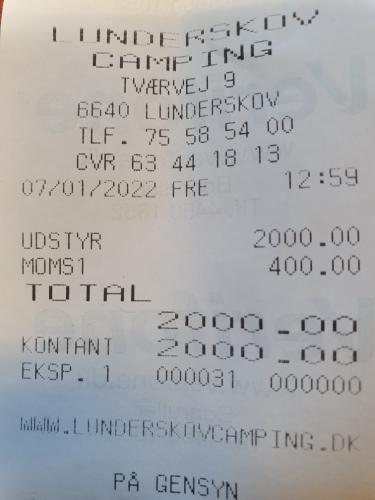 LUNDERSKOV
CAMPING
TVÆRVEJ 9
6640 LUNDERSKOV
TLF. 75 58 54 00
CVR 63 44 18 13
07/01/2022 FRE 12:59
UDSTYR 2000.00
MOMS1 400.00
TOTAL
2000.00
KONTANT 2000.00
EKSP. 1 000031 000000
WWW.LUNDERSKOVCAMPING.DK
PÅ GENSYN